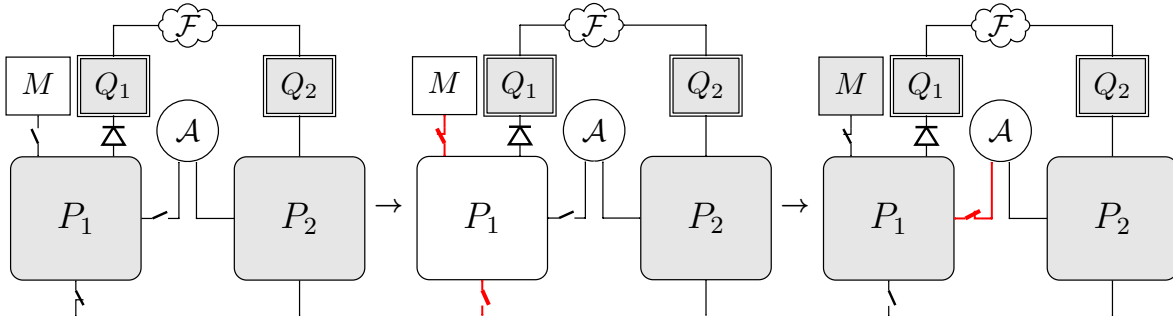 ℱ ℱ ℱ
M Q₁ Q₂ M Q₁ Q₂ M Q₁ Q₂
𝒜 𝒜 𝒜
P₁ P₂ → P₁ P₂ → P₁ P₂